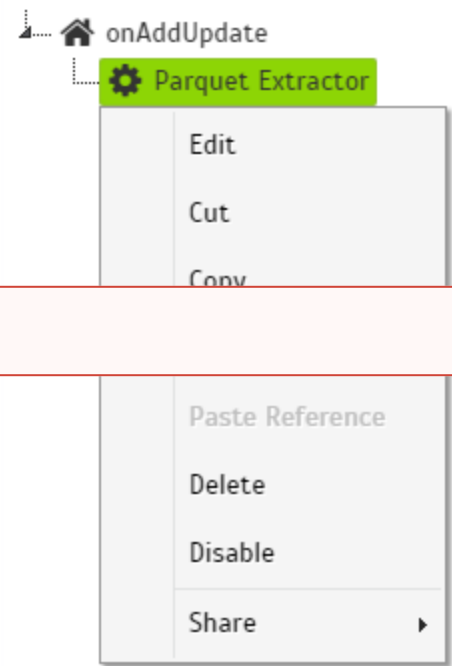 onAddUpdate
Parquet Extractor
Edit
Cut
Copy
Paste Reference
Delete
Disable
Share